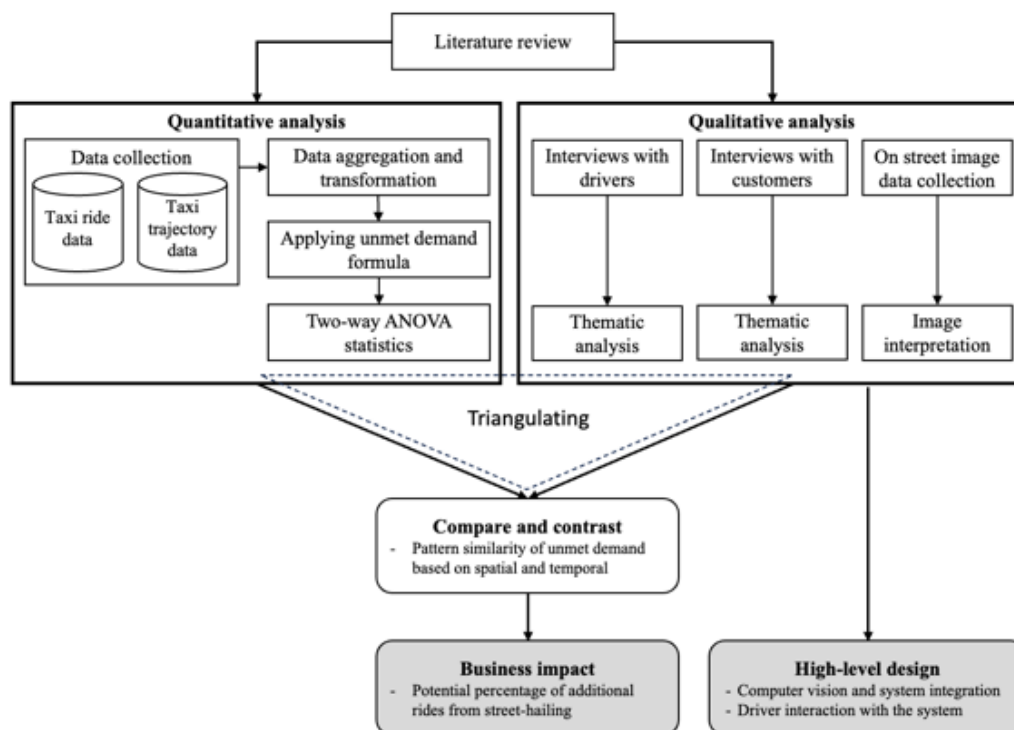 Literature review
Quantitative analysis
Data collection
Taxi ride
data
Taxi
trajectory
data
Data aggregation and
transformation
Applying unmet demand
formula
Two-way ANOVA
statistics
Qualitative analysis
Interviews with
drivers
Interviews with
customers
On street image
data collection
Thematic
analysis
Thematic
analysis
Image
interpretation
Triangulating
Compare and contrast
- Pattern similarity of unmet demand
based on spatial and temporal
Business impact
- Potential percentage of additional
rides from street-hailing
High-level design
- Computer vision and system integration
- Driver interaction with the system